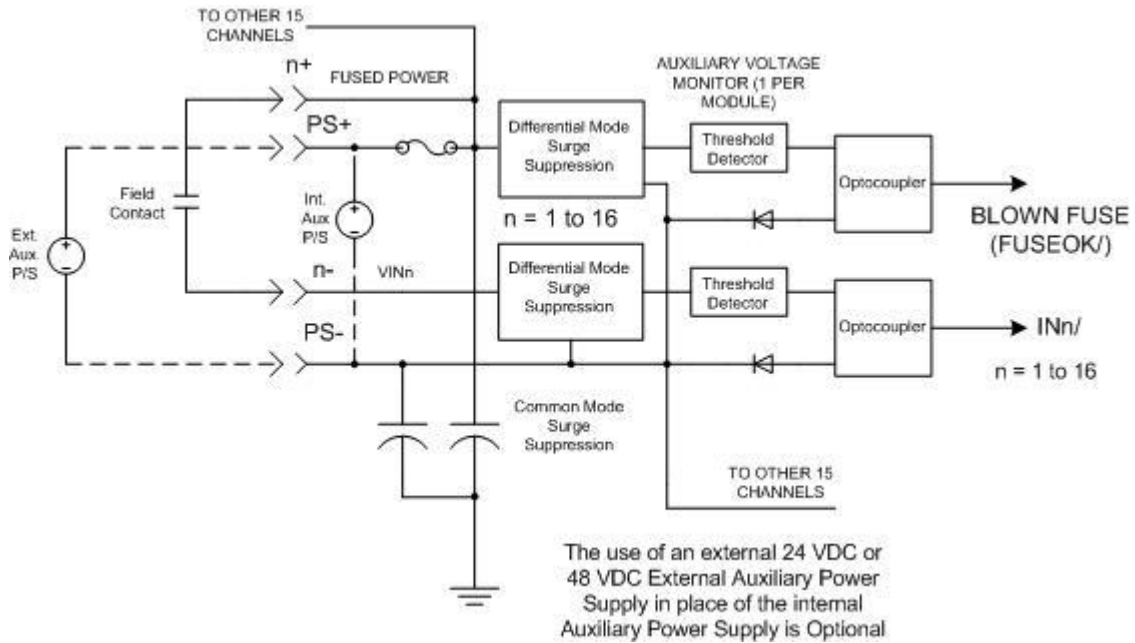 TO OTHER 15
CHANNELS
n+
FUSED POWER
AUXILIARY VOLTAGE
MONITOR (1 PER
MODULE)
PS+
Differential Mode
Surge
Suppression
Threshold
Detector
Optocoupler
Field
Contact
Int.
Aux
P/S
+
−
n = 1 to 16
BLOWN FUSE
(FUSEOK/)
Ext.
Aux.
P/S
+
−
n-
VINn
Differential Mode
Surge
Suppression
Threshold
Detector
Optocoupler
INn/
PS-
n = 1 to 16
Common Mode
Surge
Suppression
TO OTHER 15
CHANNELS
The use of an external 24 VDC or
48 VDC External Auxiliary Power
Supply in place of the internal
Auxiliary Power Supply is Optional